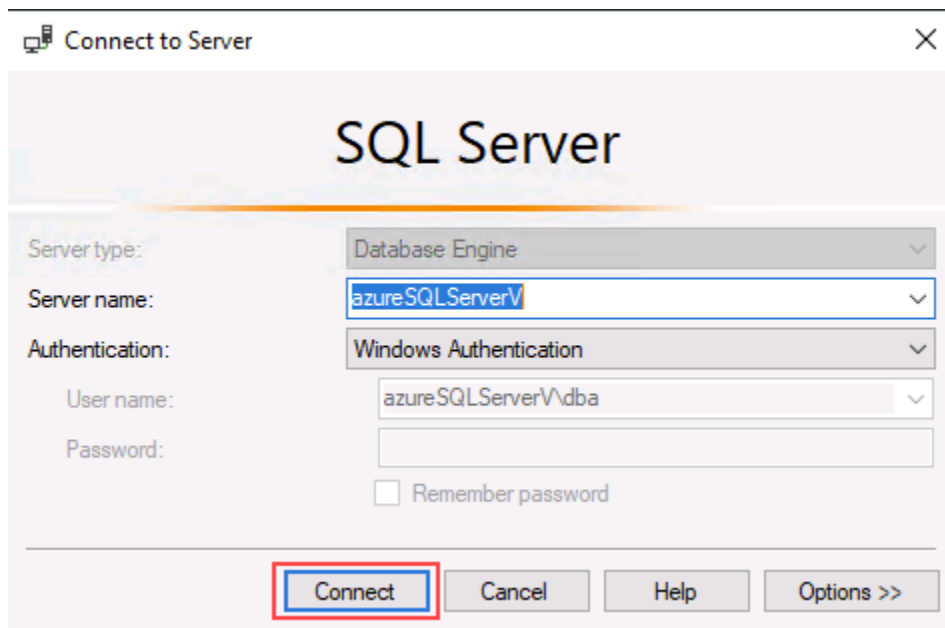 Connect to Server
SQL Server
Server type: Database Engine
Server name: azureSQLServerV
Authentication: Windows Authentication
User name: azureSQLServerV\dba
Password:
Remember password
Connect Cancel Help Options >>